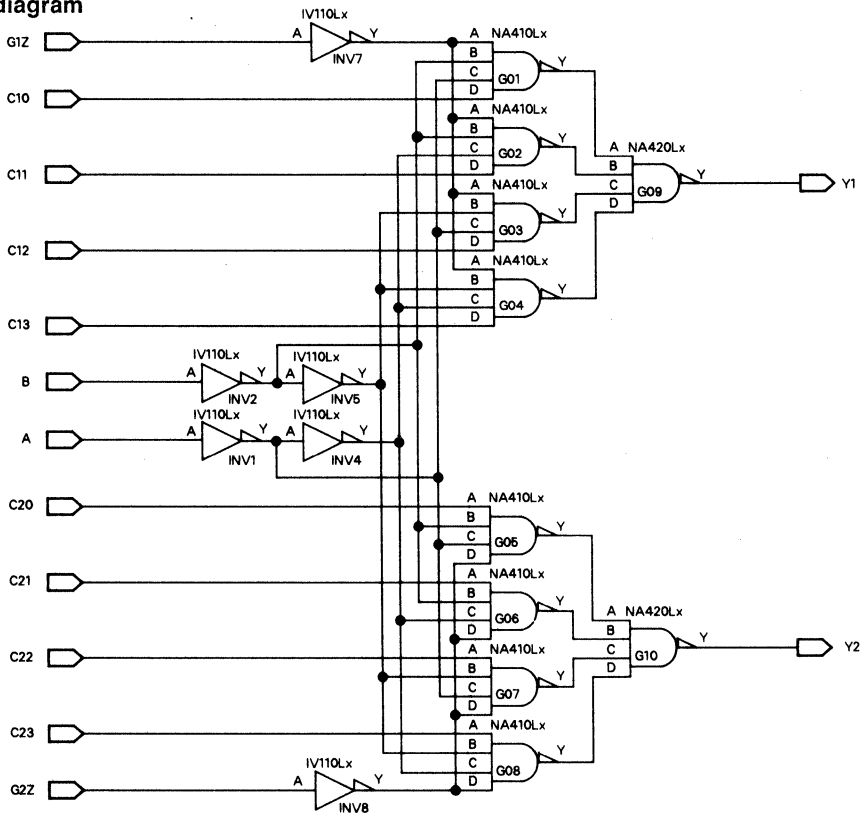 diagram
IV110Lx
G1Z
A
Y
INV7
A
NA410Lx
B
C
D
G01
Y
C10
A
NA410Lx
B
C
D
G02
Y
C11
A
NA410Lx
B
C
D
G03
Y
C12
A
NA410Lx
B
C
D
G04
Y
C13
A
NA420Lx
B
C
D
G09
Y
Y1
IV110Lx
IV110Lx
B
A
Y
A
Y
INV2
INV5
IV110Lx
IV110Lx
A
A
Y
A
Y
INV1
INV4
C20
A
NA410Lx
B
C
D
G05
Y
C21
A
NA410Lx
B
C
D
G06
Y
C22
A
NA410Lx
B
C
D
G07
Y
C23
A
NA410Lx
B
C
D
G08
Y
A
NA420Lx
B
C
D
G10
Y
Y2
IV110Lx
G2Z
A
Y
INV8